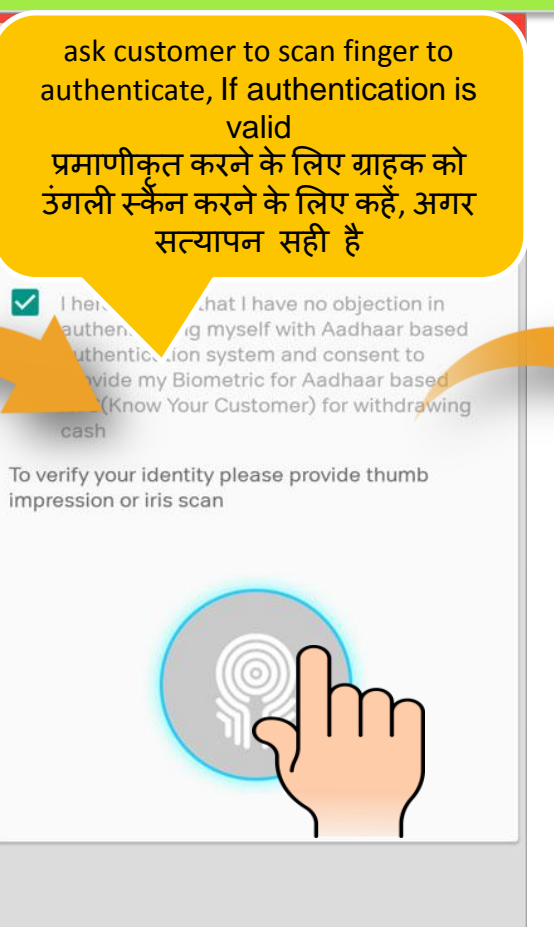 ask customer to scan finger to
authenticate, If authentication is
valid
प्रमाणीकृत करने के लिए ग्राहक को
उंगली स्कैन करने के लिए कहें, अगर
सत्यापन सही है
I that I have no objection in
myself with Aadhaar based
system and consent to
my Biometric for Aadhaar based
(Know Your Customer) for withdrawing
cash
To verify your identity please provide thumb
impression or iris scan